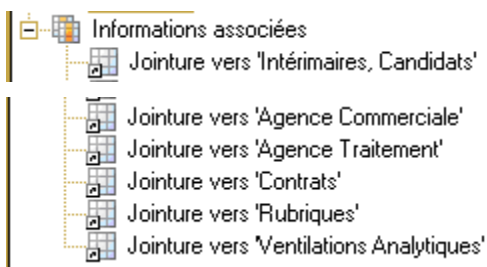 Informations associées
Jointure vers 'Intérimaires, Candidats'
Jointure vers 'Agence Commerciale'
Jointure vers 'Agence Traitement'
Jointure vers 'Contrats'
Jointure vers 'Rubriques'
Jointure vers 'Ventilations Analytiques'